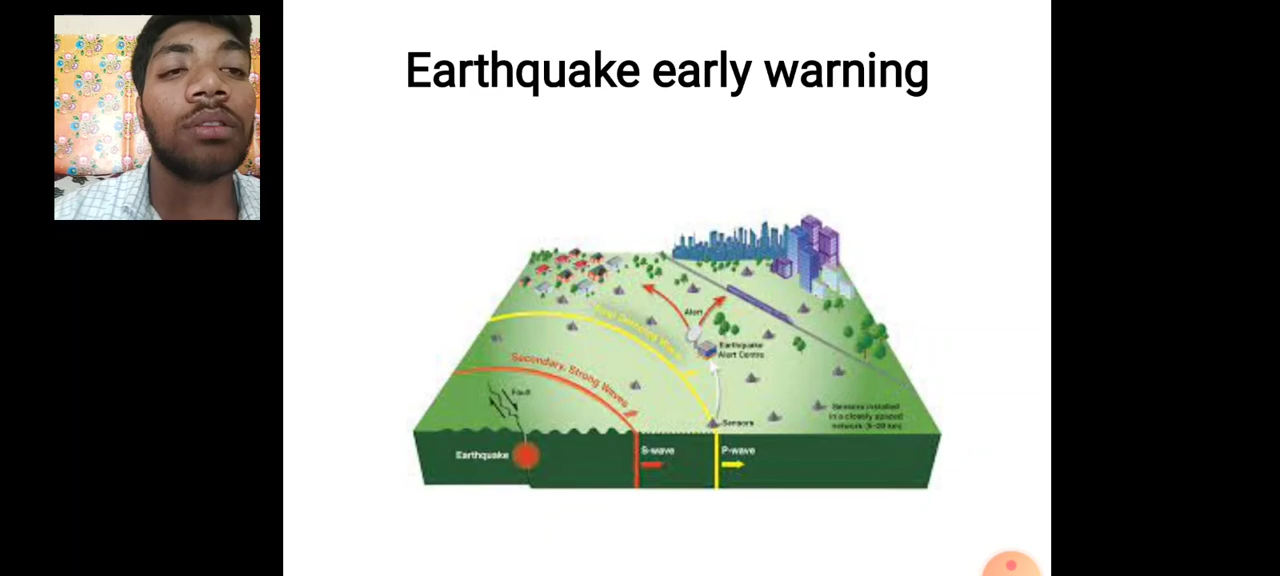 Earthquake early warning
Alert
Earthquake
Alert Centre
Secondary, Strong Waves
Fault
Sensors
Sensors installed
in a closely spaced
network
Earthquake
S-wave
P-wave